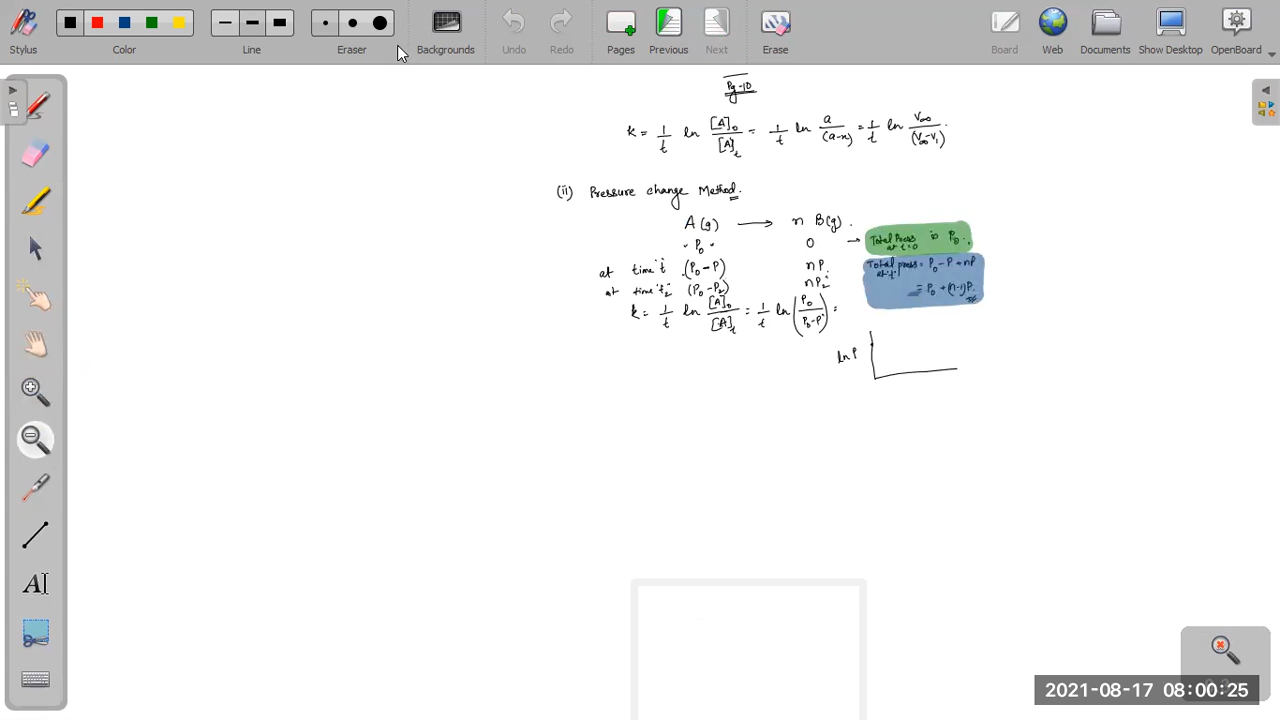 Stylus
Color
Line
Eraser
Backgrounds
Undo
Redo
Pages
Previous
Next
Erase
Board
Web
Documents
Show Desktop
OpenBoard
Pg-10
k = 1/t ln [A]₀/[A]t = 1/t ln a/(a-x) = 1/t ln V∞/(V∞-V₁)
(ii) Pressure change Method.
A(g) → n B(g).
P₀ 0 → Total Press at t=0 is P₀.
at time 't' (P₀-P) nP Total press = P₀-P+nP
at 't' = P₀+(n-1)P.
at time 't₂' (P₀-P₂) nP₂
k = 1/t ln [A]₀/[A]t = 1/t ln (P₀/P₀-P) =
ln P
A
2021-08-17 08:00:25